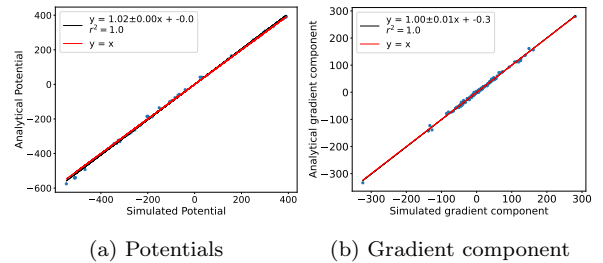 y = 1.02±0.00x + -0.0
r² = 1.0
y = x
400
200
0
−200
−400
−600
−400
−200
0
200
400
Analytical Potential
Simulated Potential
(a) Potentials
y = 1.00±0.01x + -0.3
r² = 1.0
y = x
300
200
100
0
−100
−200
−300
−300
−200
−100
0
100
200
300
Analytical gradient component
Simulated gradient component
(b) Gradient component